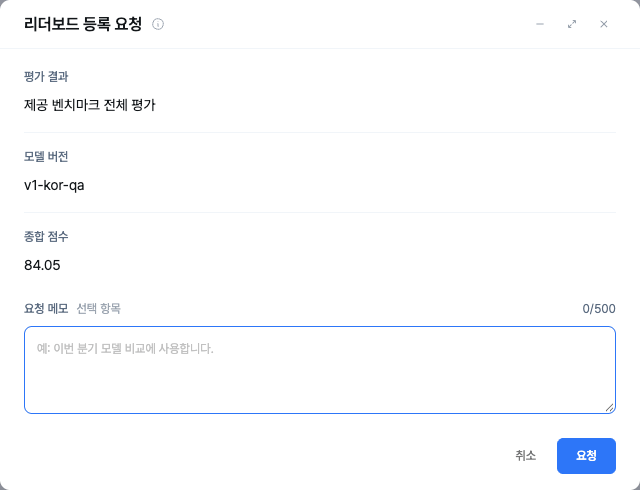 리더보드 등록 요청
평가 결과
제공 벤치마크 전체 평가
모델 버전
v1-kor-qa
종합 점수
84.05
요청 메모 선택 항목 0/500
예: 이번 분기 모델 비교에 사용합니다.
취소 요청